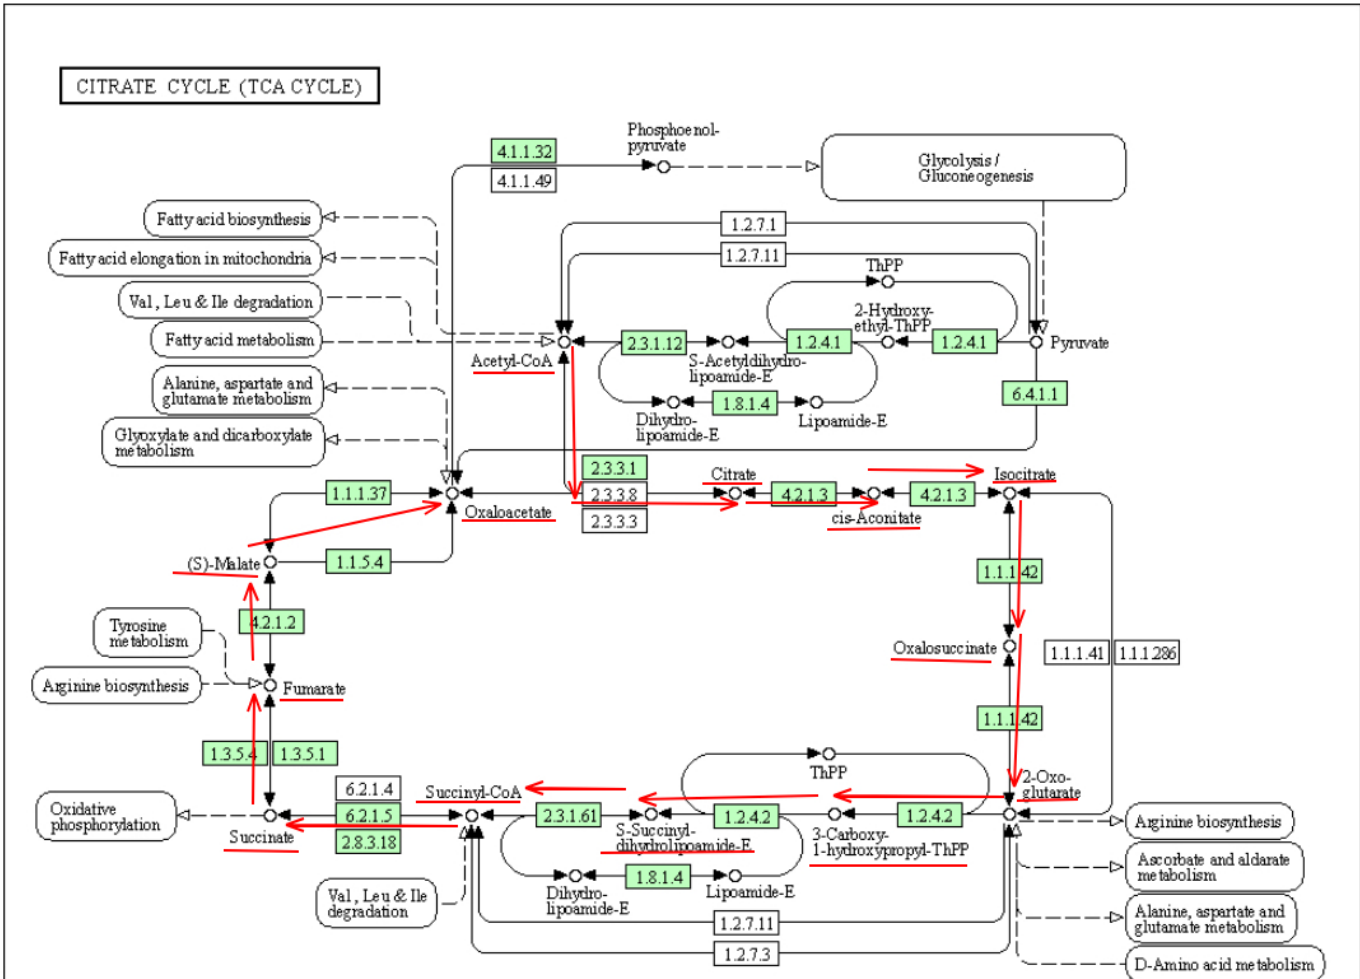 CITRATE CYCLE (TCA CYCLE)
Phosphoenol-
pyruvate
4.1.1.32
4.1.1.49
Glycolysis /
Gluconeogenesis
Fatty acid biosynthesis
Fatty acid elongation in mitochondria
Val, Leu & Ile degradation
Fatty acid metabolism
Alanine, aspartate and
glutamate metabolism
Glyoxylate and dicarboxylate
metabolism
1.2.7.1
1.2.7.11
ThPP
2-Hydroxy-
ethyl-ThPP
2.3.1.12
1.2.4.1
1.2.4.1
Pyruvate
Acetyl-CoA
S-Acetyldihydro-
lipoamide-E
6.4.1.1
1.8.1.4
Dihydro-
lipoamide-E
Lipoamide-E
2.3.3.1
2.3.3.8
2.3.3.3
Citrate
4.2.1.3
cis-Aconitate
4.2.1.3
Isocitrate
1.1.1.37
Oxaloacetate
(S)-Malate
1.1.5.4
1.1.1.42
4.2.1.2
Tyrosine
metabolism
Oxalosuccinate
1.1.1.41
1.1.1.286
Arginine biosynthesis
Fumarate
1.1.1.42
1.3.5.4
1.3.5.1
ThPP
2-Oxo-
glutarate
6.2.1.4
6.2.1.5
2.8.3.18
Succinyl-CoA
2.3.1.61
1.2.4.2
1.2.4.2
Oxidative
phosphorylation
Succinate
S-Succinyl-
dihydrolipoamide-E
3-Carboxy-
1-hydroxypropyl-ThPP
Arginine biosynthesis
Ascorbate and aldarate
metabolism
Val, Leu & Ile
degradation
1.8.1.4
Dihydro-
lipoamide-E
Lipoamide-E
Alanine, aspartate and
glutamate metabolism
1.2.7.11
1.2.7.3
D-Amino acid metabolism